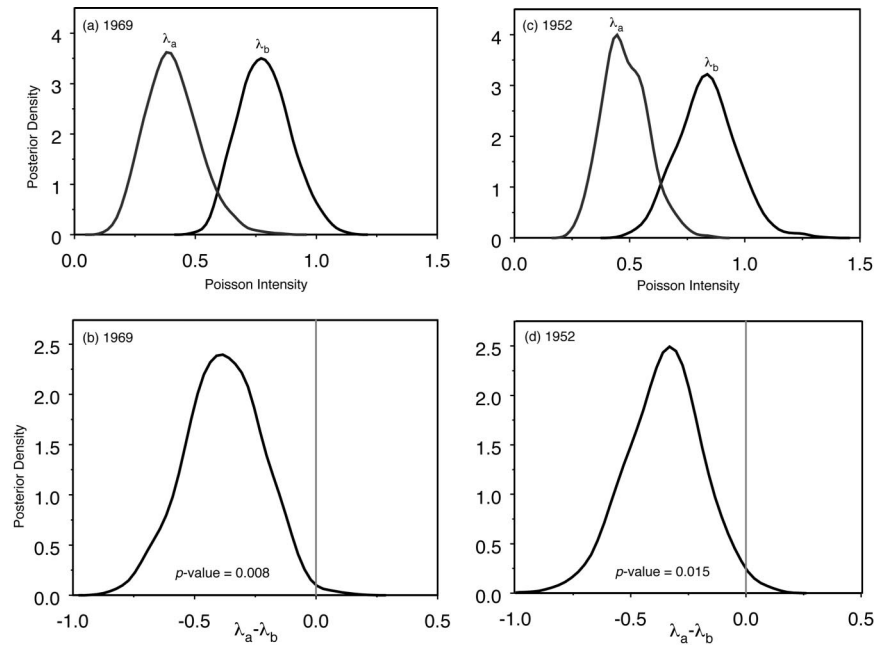 (a) 1969
λa
λb
4
3
2
1
0
Posterior Density
0.0
0.5
1.0
1.5
Poisson Intensity
(c) 1952
λa
λb
4
3
2
1
0
0.0
0.5
1.0
1.5
Poisson Intensity
(b) 1969
2.5
2.0
1.5
1.0
0.5
0.0
Posterior Density
p-value = 0.008
-1.0
-0.5
0.0
0.5
λa-λb
(d) 1952
2.5
2.0
1.5
1.0
0.5
0.0
p-value = 0.015
-1.0
-0.5
0.0
0.5
λa-λb